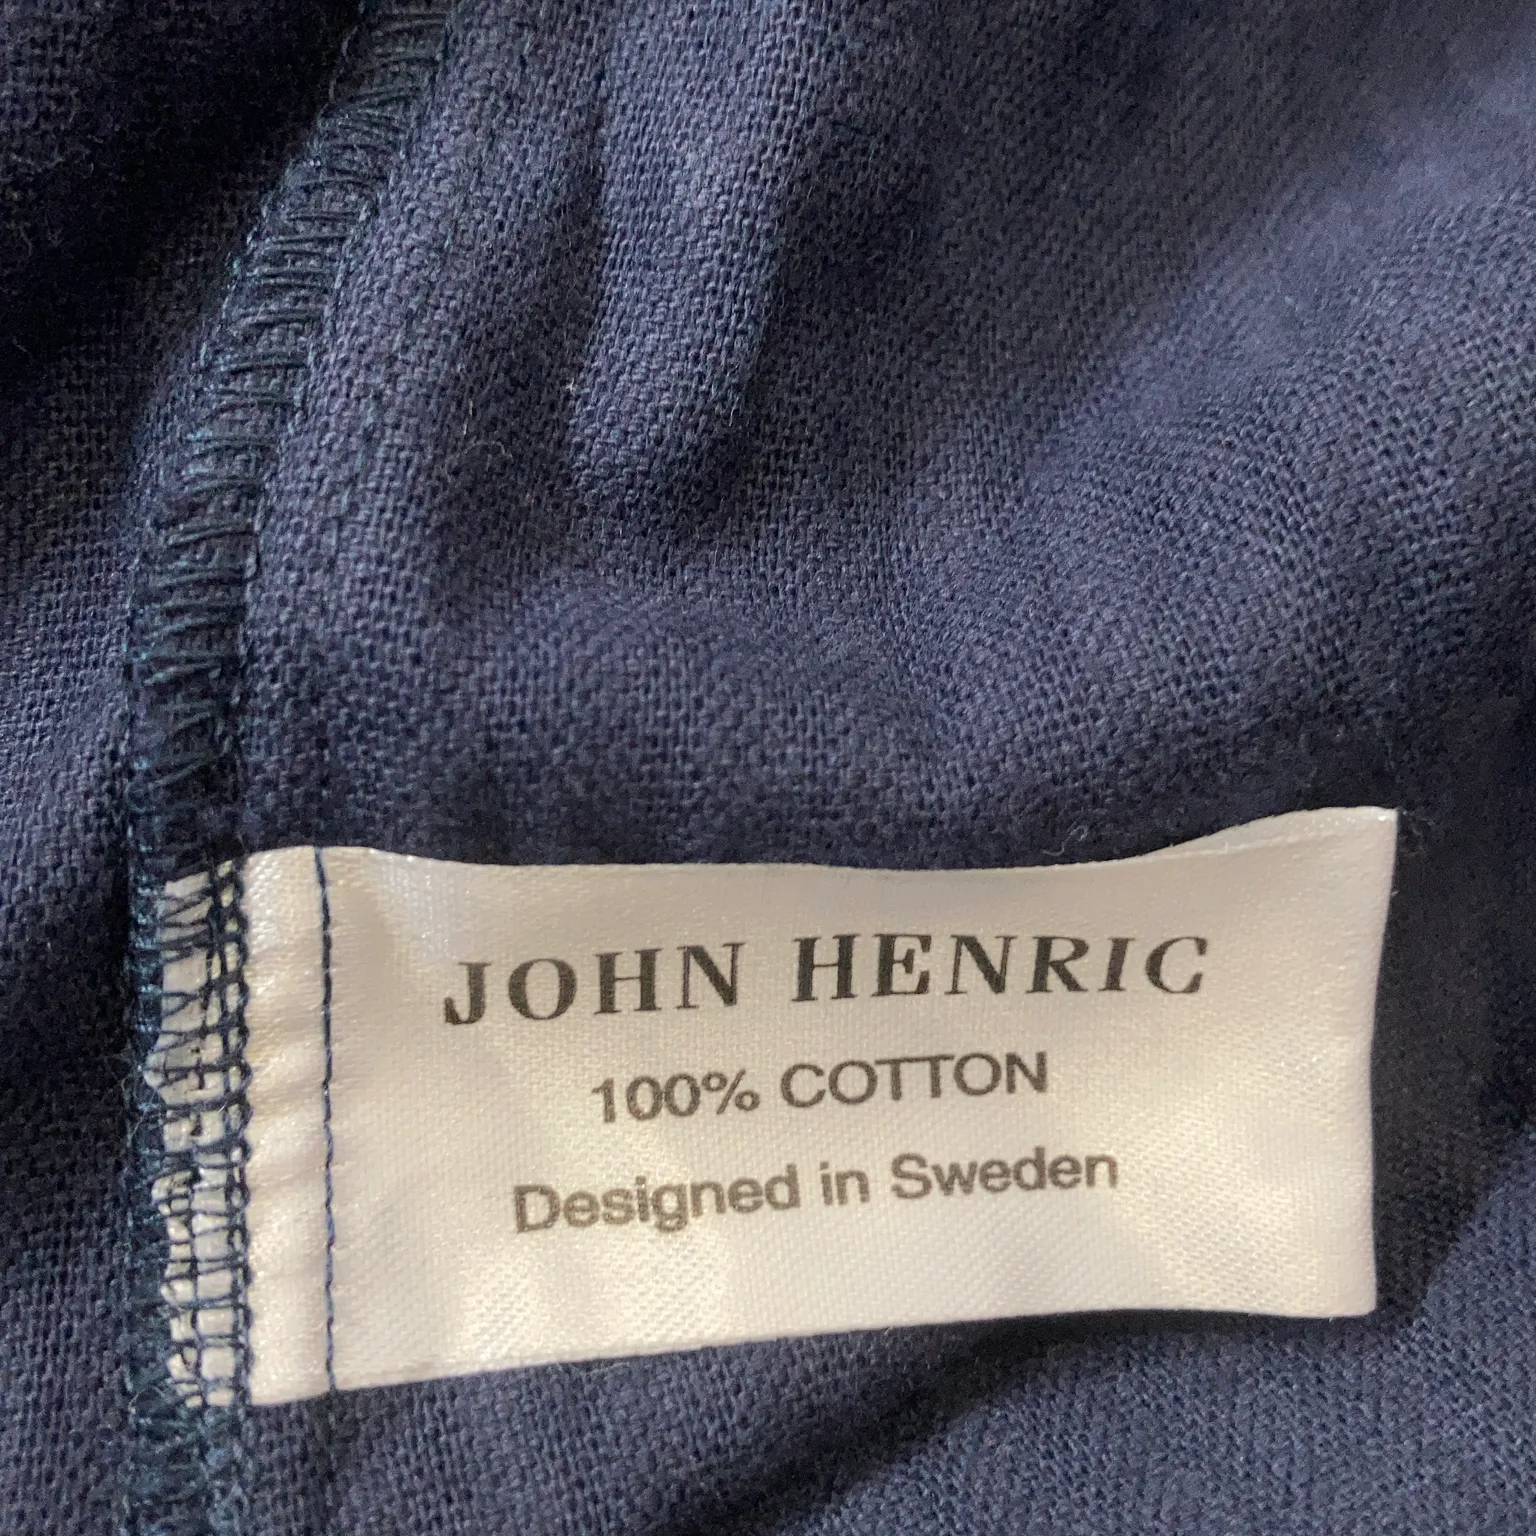 JOHN HENRIC
100% COTTON
Designed in Sweden